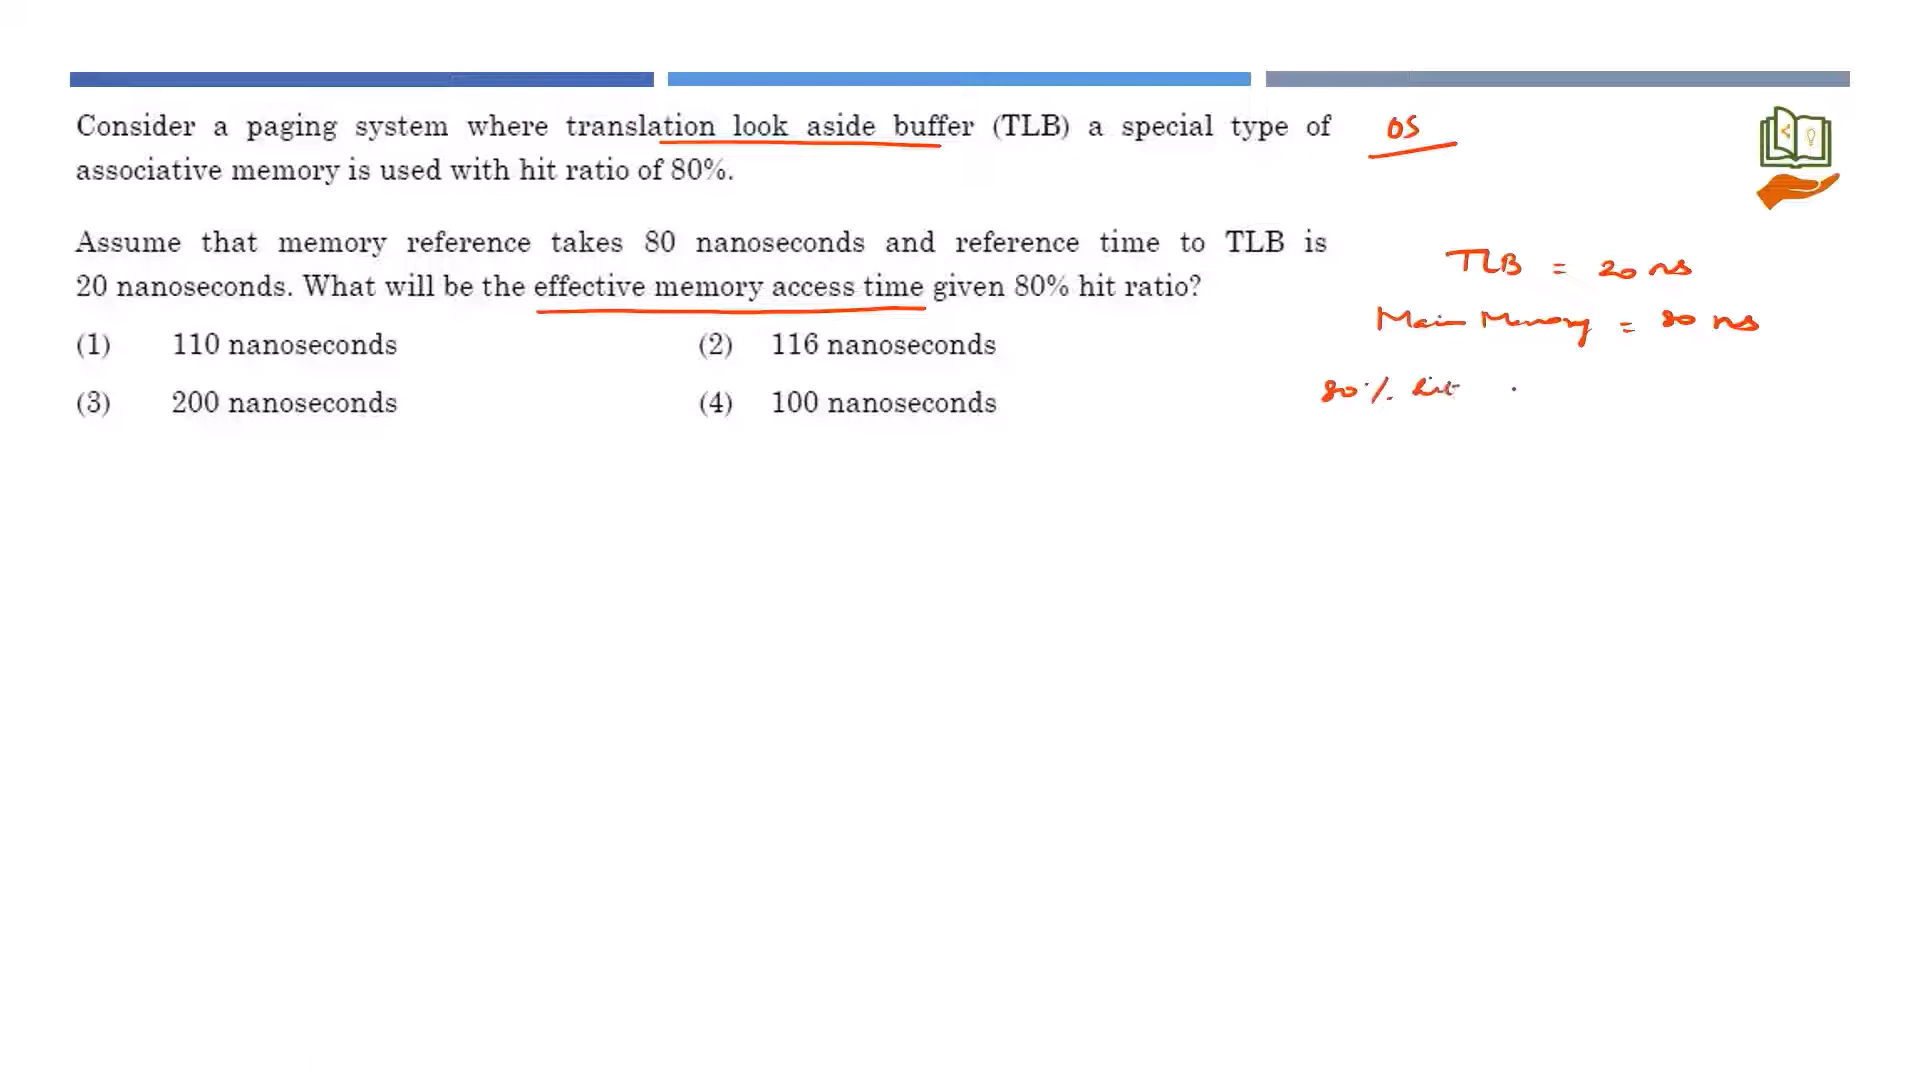 Consider a paging system where translation look aside buffer (TLB) a special type of
associative memory is used with hit ratio of 80%.
OS
Assume that memory reference takes 80 nanoseconds and reference time to TLB is
20 nanoseconds. What will be the effective memory access time given 80% hit ratio?
(1) 110 nanoseconds (2) 116 nanoseconds
(3) 200 nanoseconds (4) 100 nanoseconds
TLB = 20 ns
Main Memory = 80 ns
80% hit